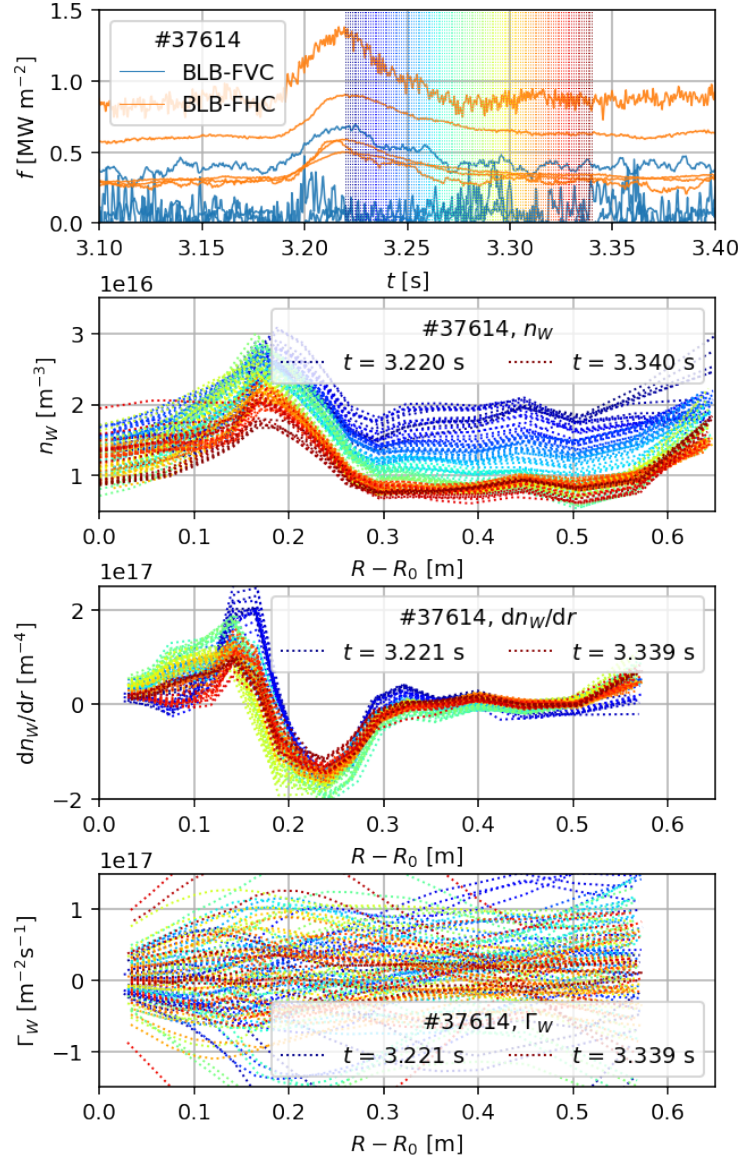 1.5
1.0
0.5
0.0
f [MW m⁻²]
#37614
BLB-FVC
BLB-FHC
3.10 3.15 3.20 3.25 3.30 3.35 3.40
t [s]
1e16
3
2
1
n_W [m⁻³]
#37614, n_W
t = 3.220 s t = 3.340 s
0.0 0.1 0.2 0.3 0.4 0.5 0.6
R − R₀ [m]
1e17
2
0
−2
dn_W/dr [m⁻⁴]
#37614, dn_W/dr
t = 3.221 s t = 3.339 s
0.0 0.1 0.2 0.3 0.4 0.5 0.6
R − R₀ [m]
1e17
1
0
−1
Γ_W [m⁻²s⁻¹]
#37614, Γ_W
t = 3.221 s t = 3.339 s
0.0 0.1 0.2 0.3 0.4 0.5 0.6
R − R₀ [m]